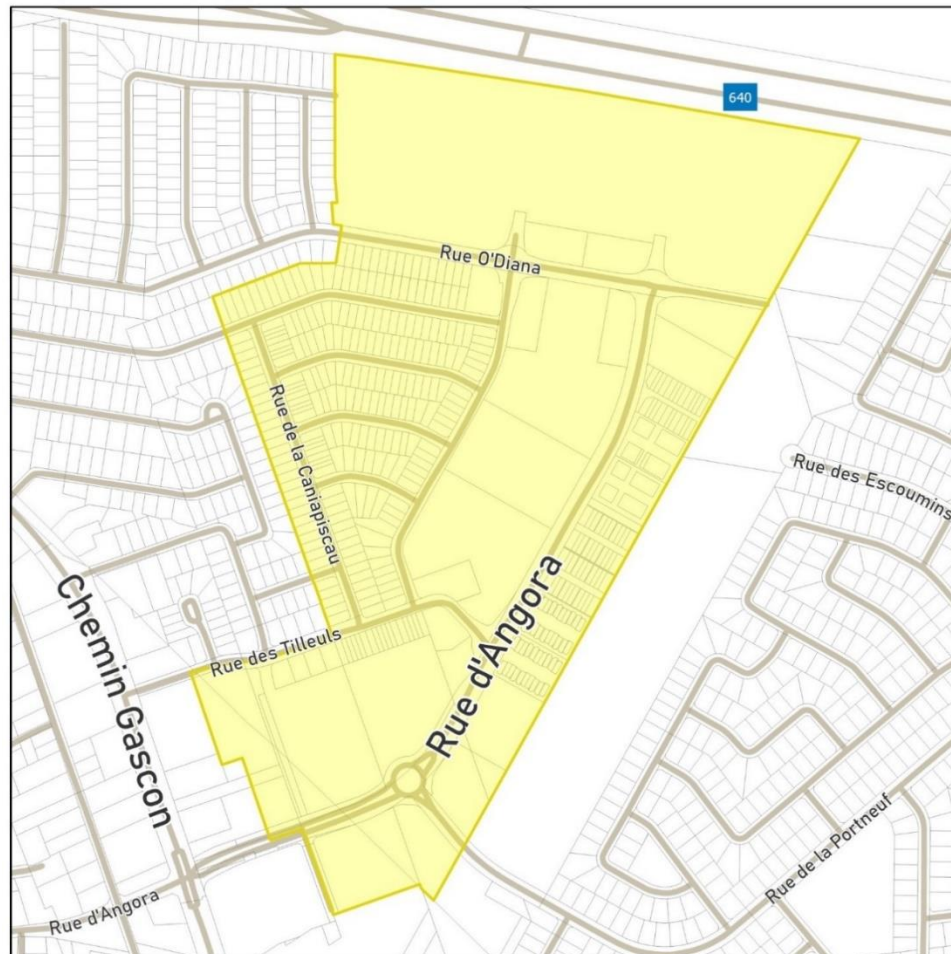 640
Rue O'Diana
Rue de la Caniapiscau
Rue des Escoumins
Chemin Gascon
Rue des Tilleuls
Rue d'Angora
Rue de la Portneuf
Rue d'Angora